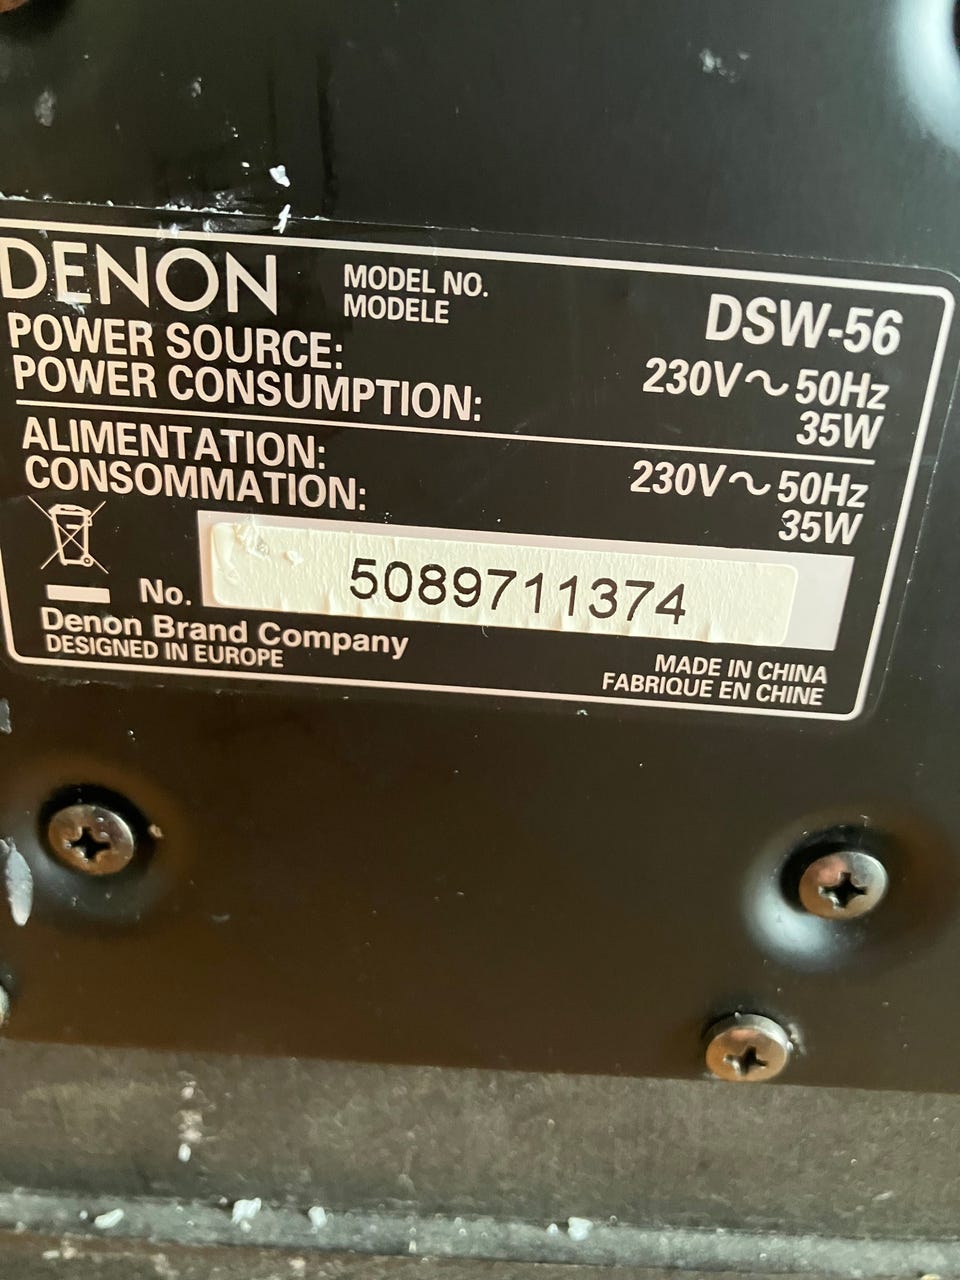 DENON MODEL NO. DSW-56
MODELE
POWER SOURCE: 230V~50Hz
POWER CONSUMPTION: 35W
ALIMENTATION: 230V~50Hz
CONSOMMATION: 35W
No. 5089711374
Denon Brand Company
DESIGNED IN EUROPE
MADE IN CHINA
FABRIQUE EN CHINE